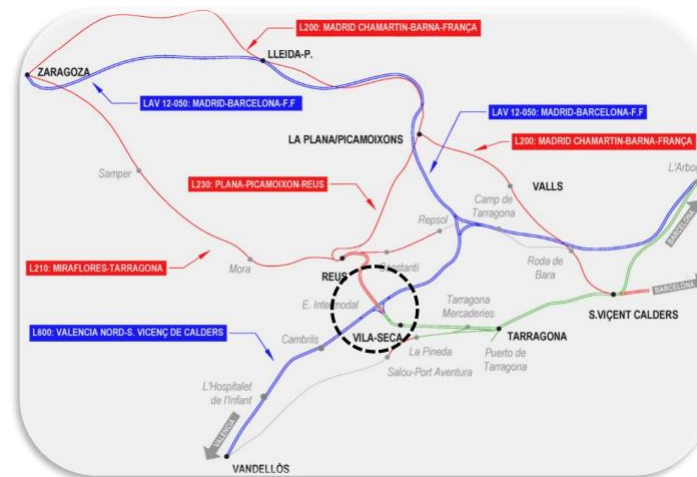 L200: MADRID CHAMARTIN-BARNA-FRANÇA
LLEIDA-P.
ZARAGOZA
LAV 12-050: MADRID-BARCELONA-F.F
LAV 12-050: MADRID-BARCELONA-F.F
LA PLANA/PICAMOIXONS
L200: MADRID CHAMARTIN-BARNA-FRANÇA
L'Arboç
Samper
L230: PLANA-PICAMOIXON-REUS
VALLS
Camp de
Tarragona
Repsol
BARCELONA
L210: MIRAFLORES-TARRAGONA
Mora
REUS
Constantí
Roda de
Bara
BARCELONA
E. Intermodal
Tarragona
Mercaderies
S.VIÇENT CALDERS
L600: VALENCIA NORD-S. VICENÇ DE CALDERS
Cambrils
VILA-SECA
TARRAGONA
La Pineda
Puerto de
Tarragona
Salou-Port Aventura
L'Hospitalet
de l'Infant
VALENCIA
VANDELLÒS